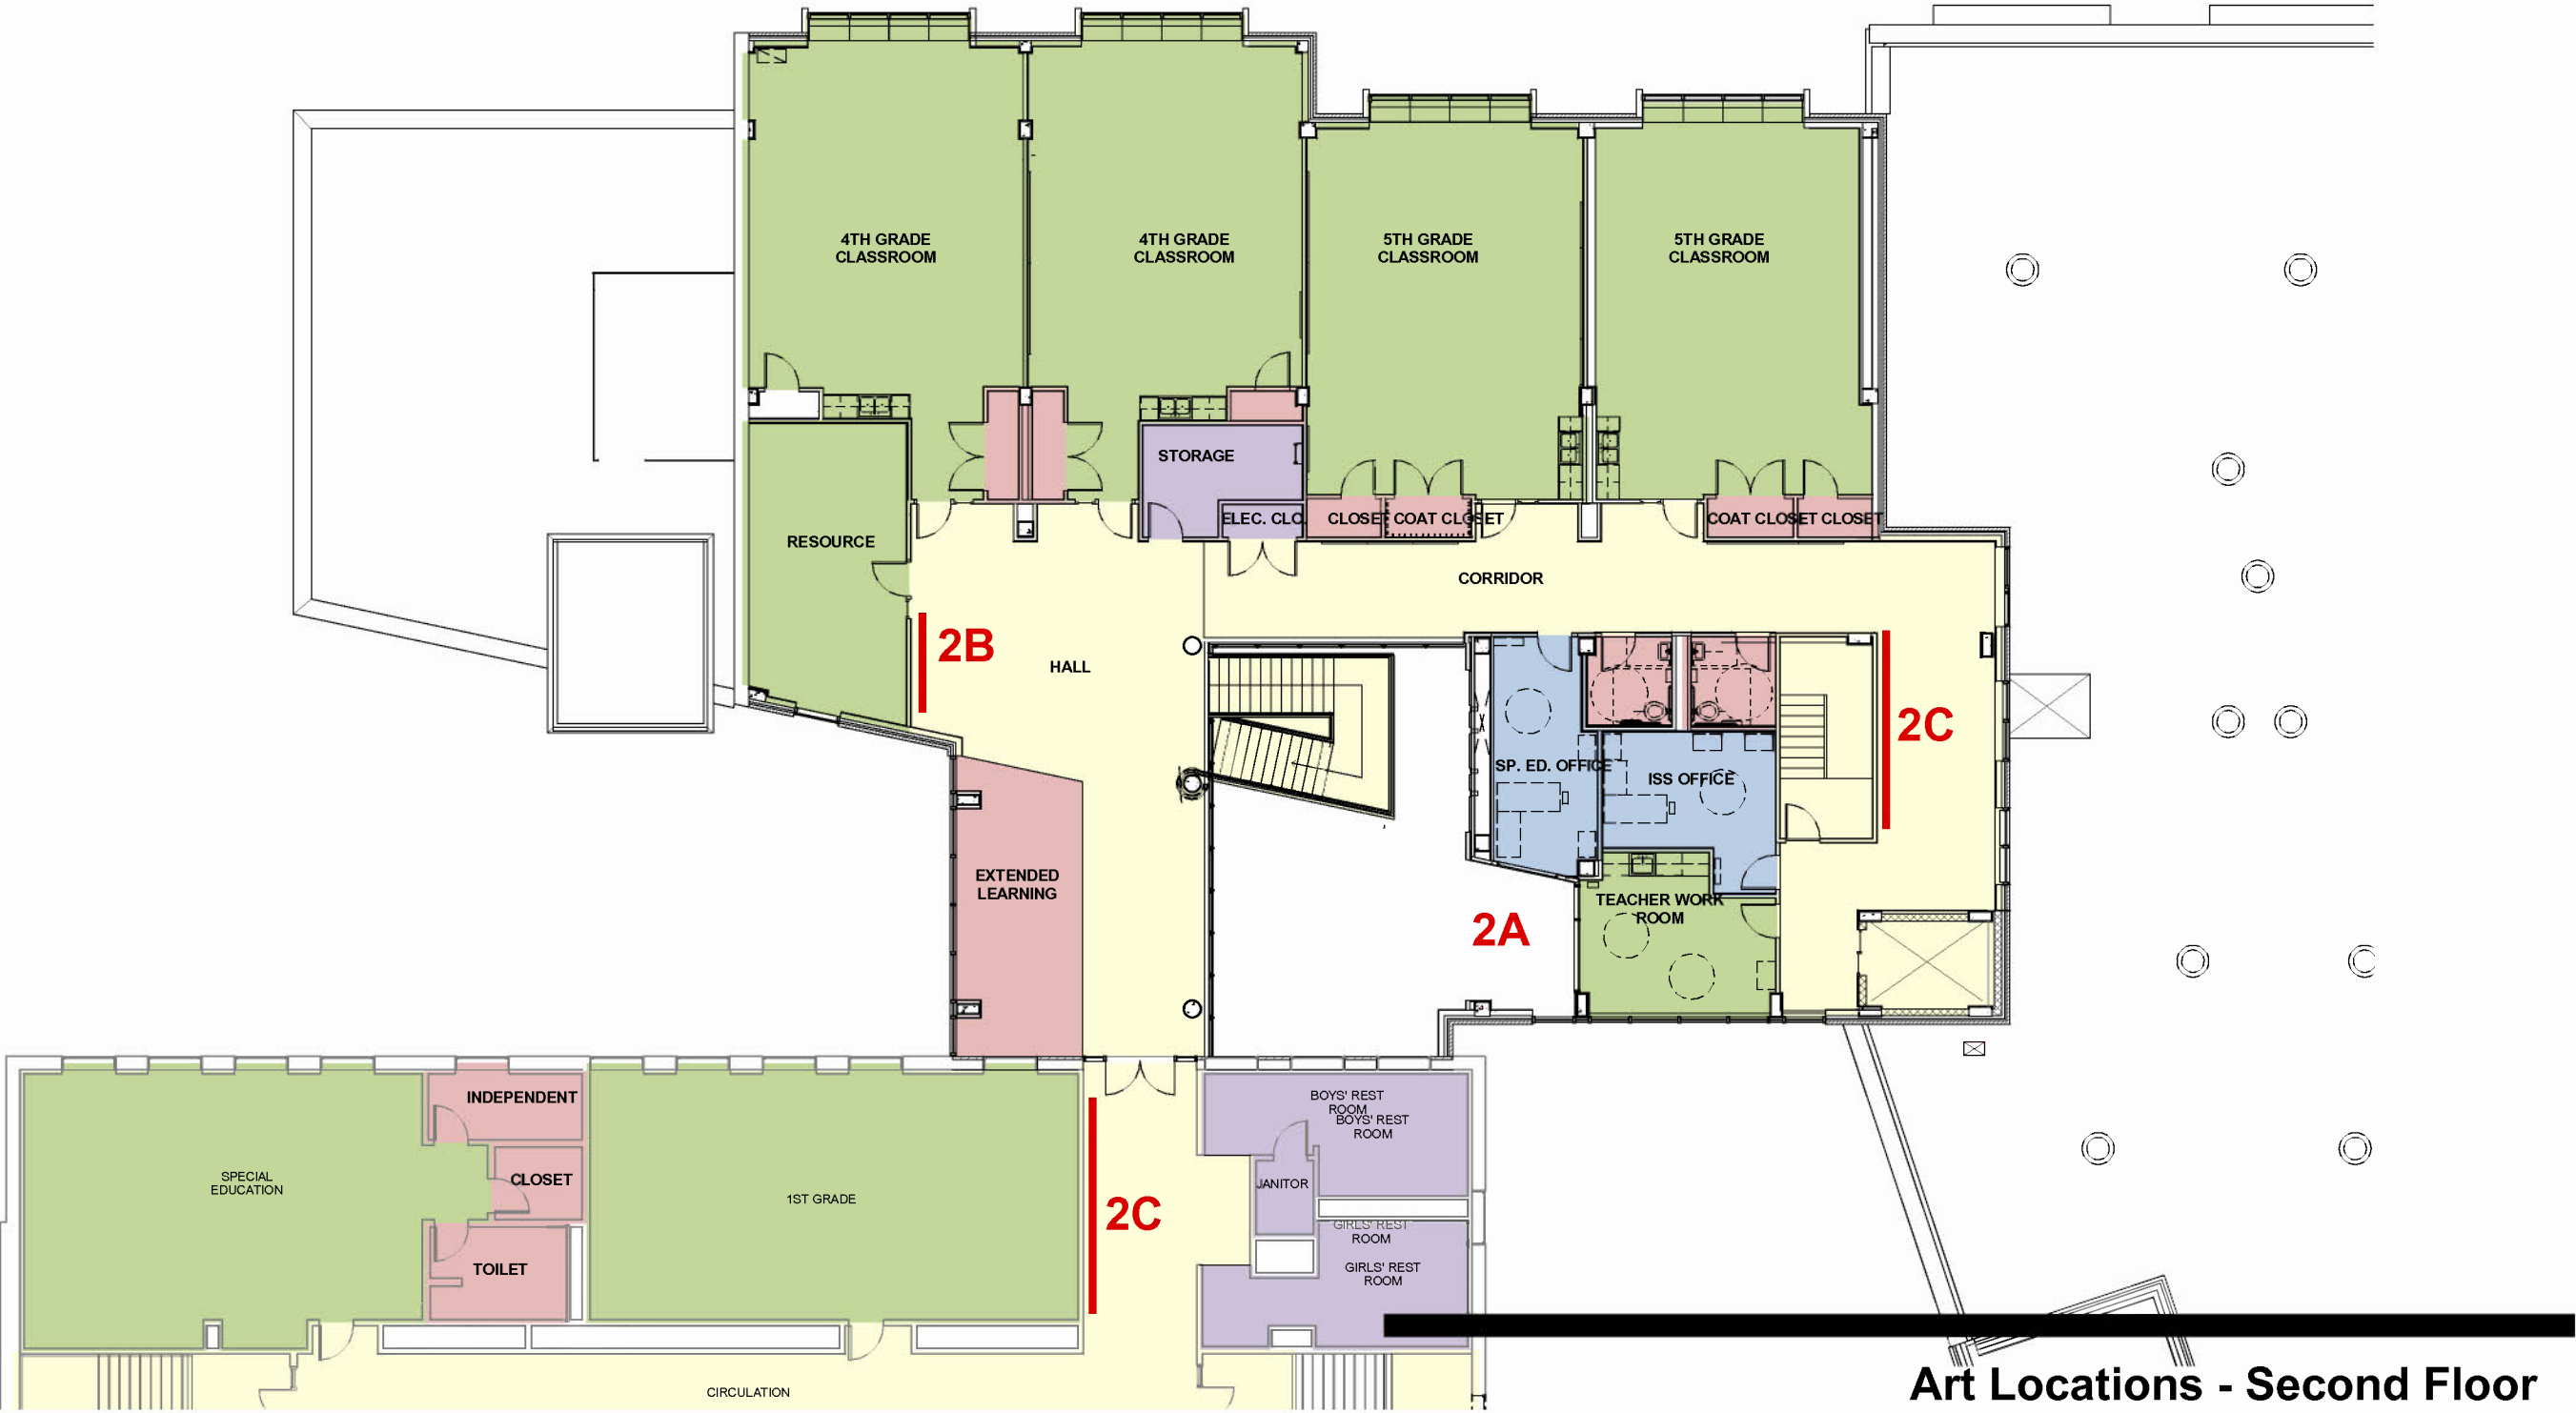 4TH GRADE
CLASSROOM
4TH GRADE
CLASSROOM
5TH GRADE
CLASSROOM
5TH GRADE
CLASSROOM
STORAGE
ELEC. CLO.
CLOSET
COAT CLOSET
COAT CLOSET
CLOSET
RESOURCE
CORRIDOR
2B
HALL
2C
SP. ED. OFFICE
ISS OFFICE
EXTENDED
LEARNING
TEACHER WORK
ROOM
2A
INDEPENDENT
BOYS' REST
ROOM
BOYS' REST
ROOM
SPECIAL
EDUCATION
CLOSET
1ST GRADE
JANITOR
2C
GIRLS' REST
ROOM
TOILET
GIRLS' REST
ROOM
CIRCULATION
Art Locations - Second Floor